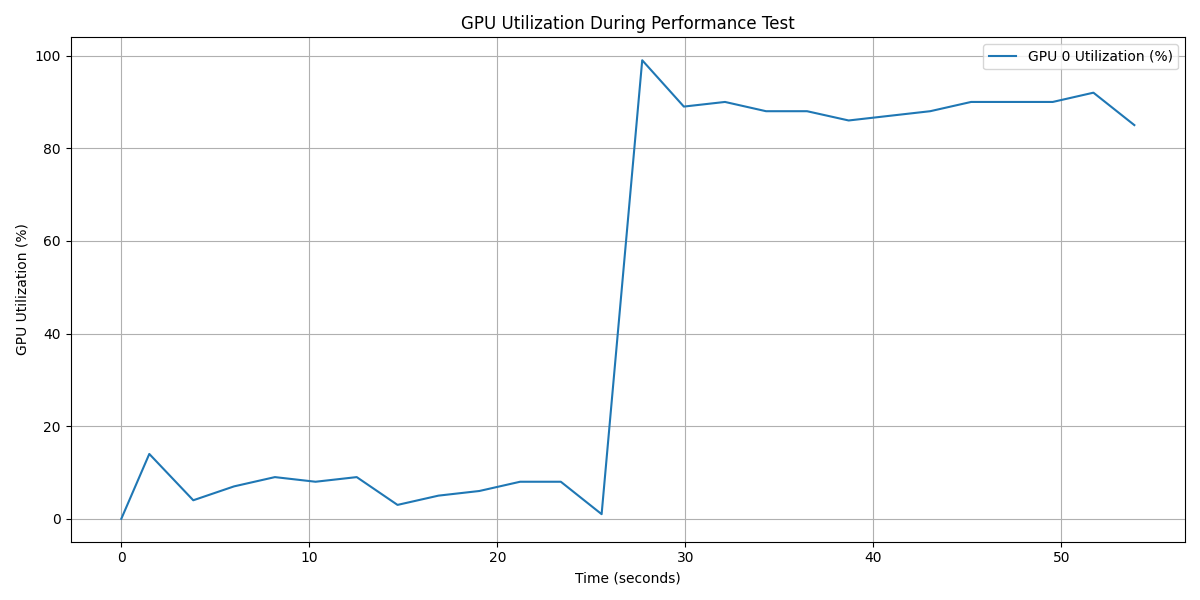 GPU Utilization During Performance Test
GPU 0 Utilization (%)
GPU Utilization (%)
100
80
60
40
20
0
0 10 20 30 40 50
Time (seconds)